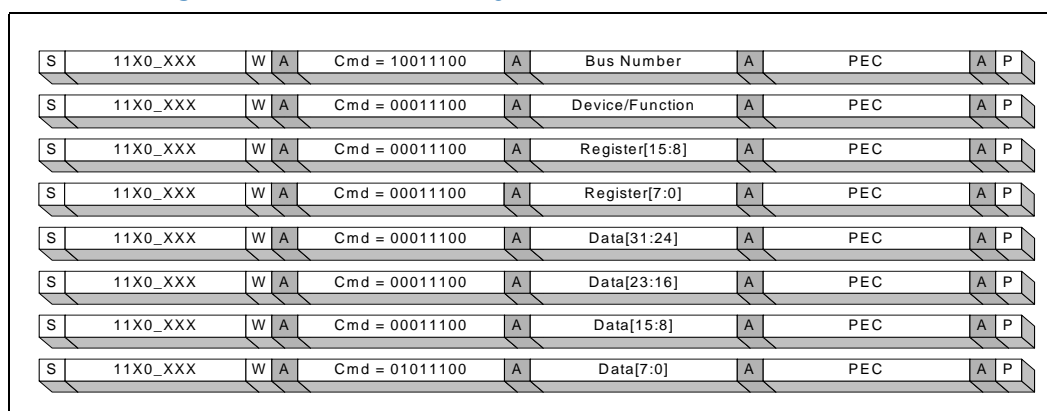 S 11X0_XXX W A Cmd = 10011100 A Bus Number A PEC A P
S 11X0_XXX W A Cmd = 00011100 A Device/Function A PEC A P
S 11X0_XXX W A Cmd = 00011100 A Register[15:8] A PEC A P
S 11X0_XXX W A Cmd = 00011100 A Register[7:0] A PEC A P
S 11X0_XXX W A Cmd = 00011100 A Data[31:24] A PEC A P
S 11X0_XXX W A Cmd = 00011100 A Data[23:16] A PEC A P
S 11X0_XXX W A Cmd = 00011100 A Data[15:8] A PEC A P
S 11X0_XXX W A Cmd = 01011100 A Data[7:0] A PEC A P